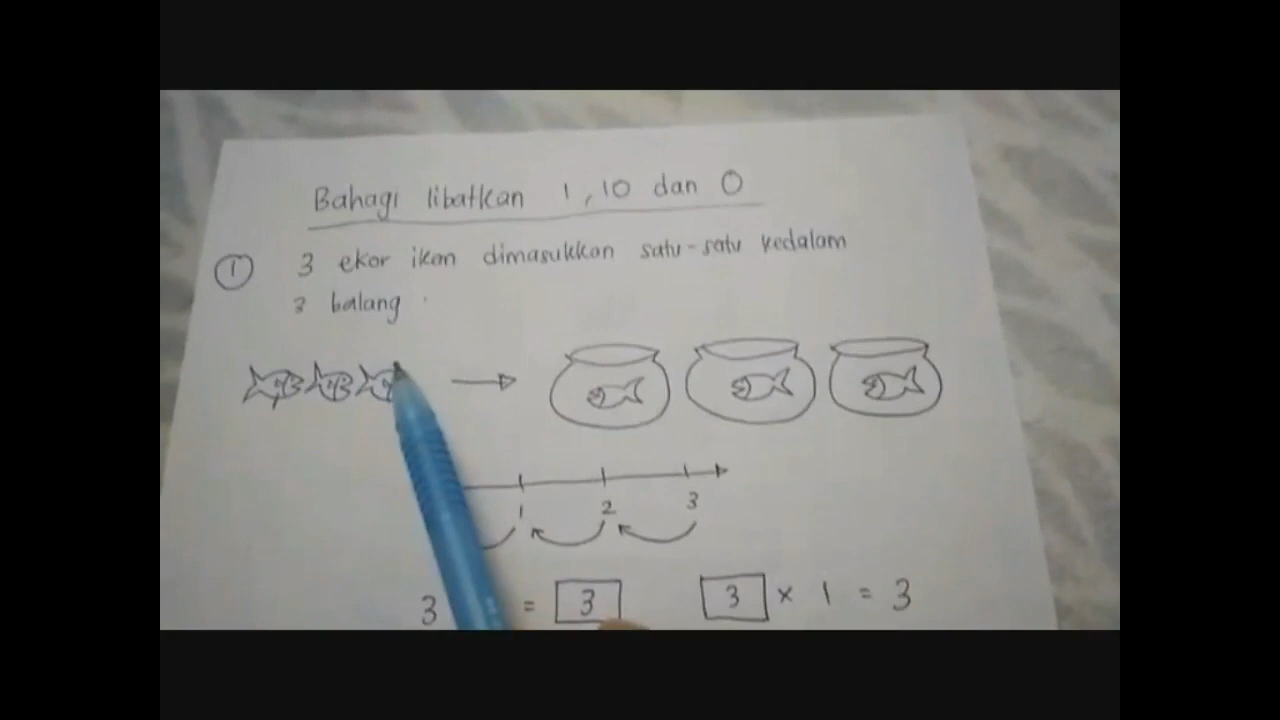 Bahagi libatkan 1, 10 dan 0
① 3 ekor ikan dimasukkan satu-satu kedalam
3 balang.
1 2 3
3 = 3 3 × 1 = 3